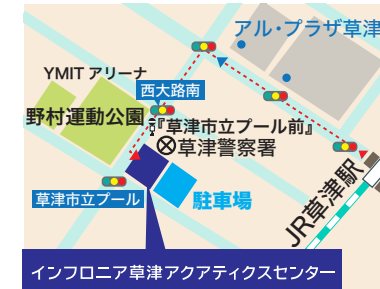 アル・プラザ草津
YMIT アリーナ
西大路南
野村運動公園
『草津市立プール前』
草津警察署
JR草津駅
草津市立プール
駐車場
インフロニア草津アクアティクスセンター